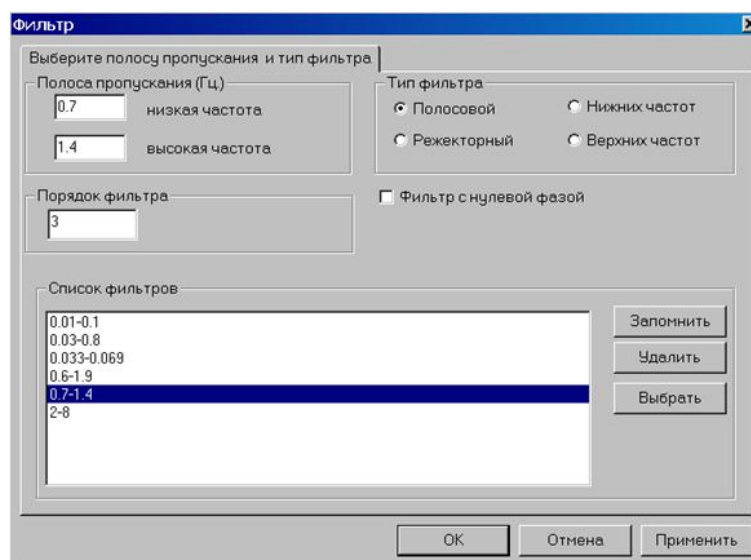 Фильтр
Выберите полосу пропускания и тип фильтра
Полоса пропускания (Гц)
0.7 низкая частота
1.4 высокая частота
Тип фильтра
Полосовой Нижних частот
Режекторный Верхних частот
Порядок фильтра
3
Фильтр с нулевой фазой
Список фильтров
0.01-0.1
0.03-0.8
0.033-0.069
0.6-1.9
0.7-1.4
2-8
Запомнить
Удалить
Выбрать
OK Отмена Применить